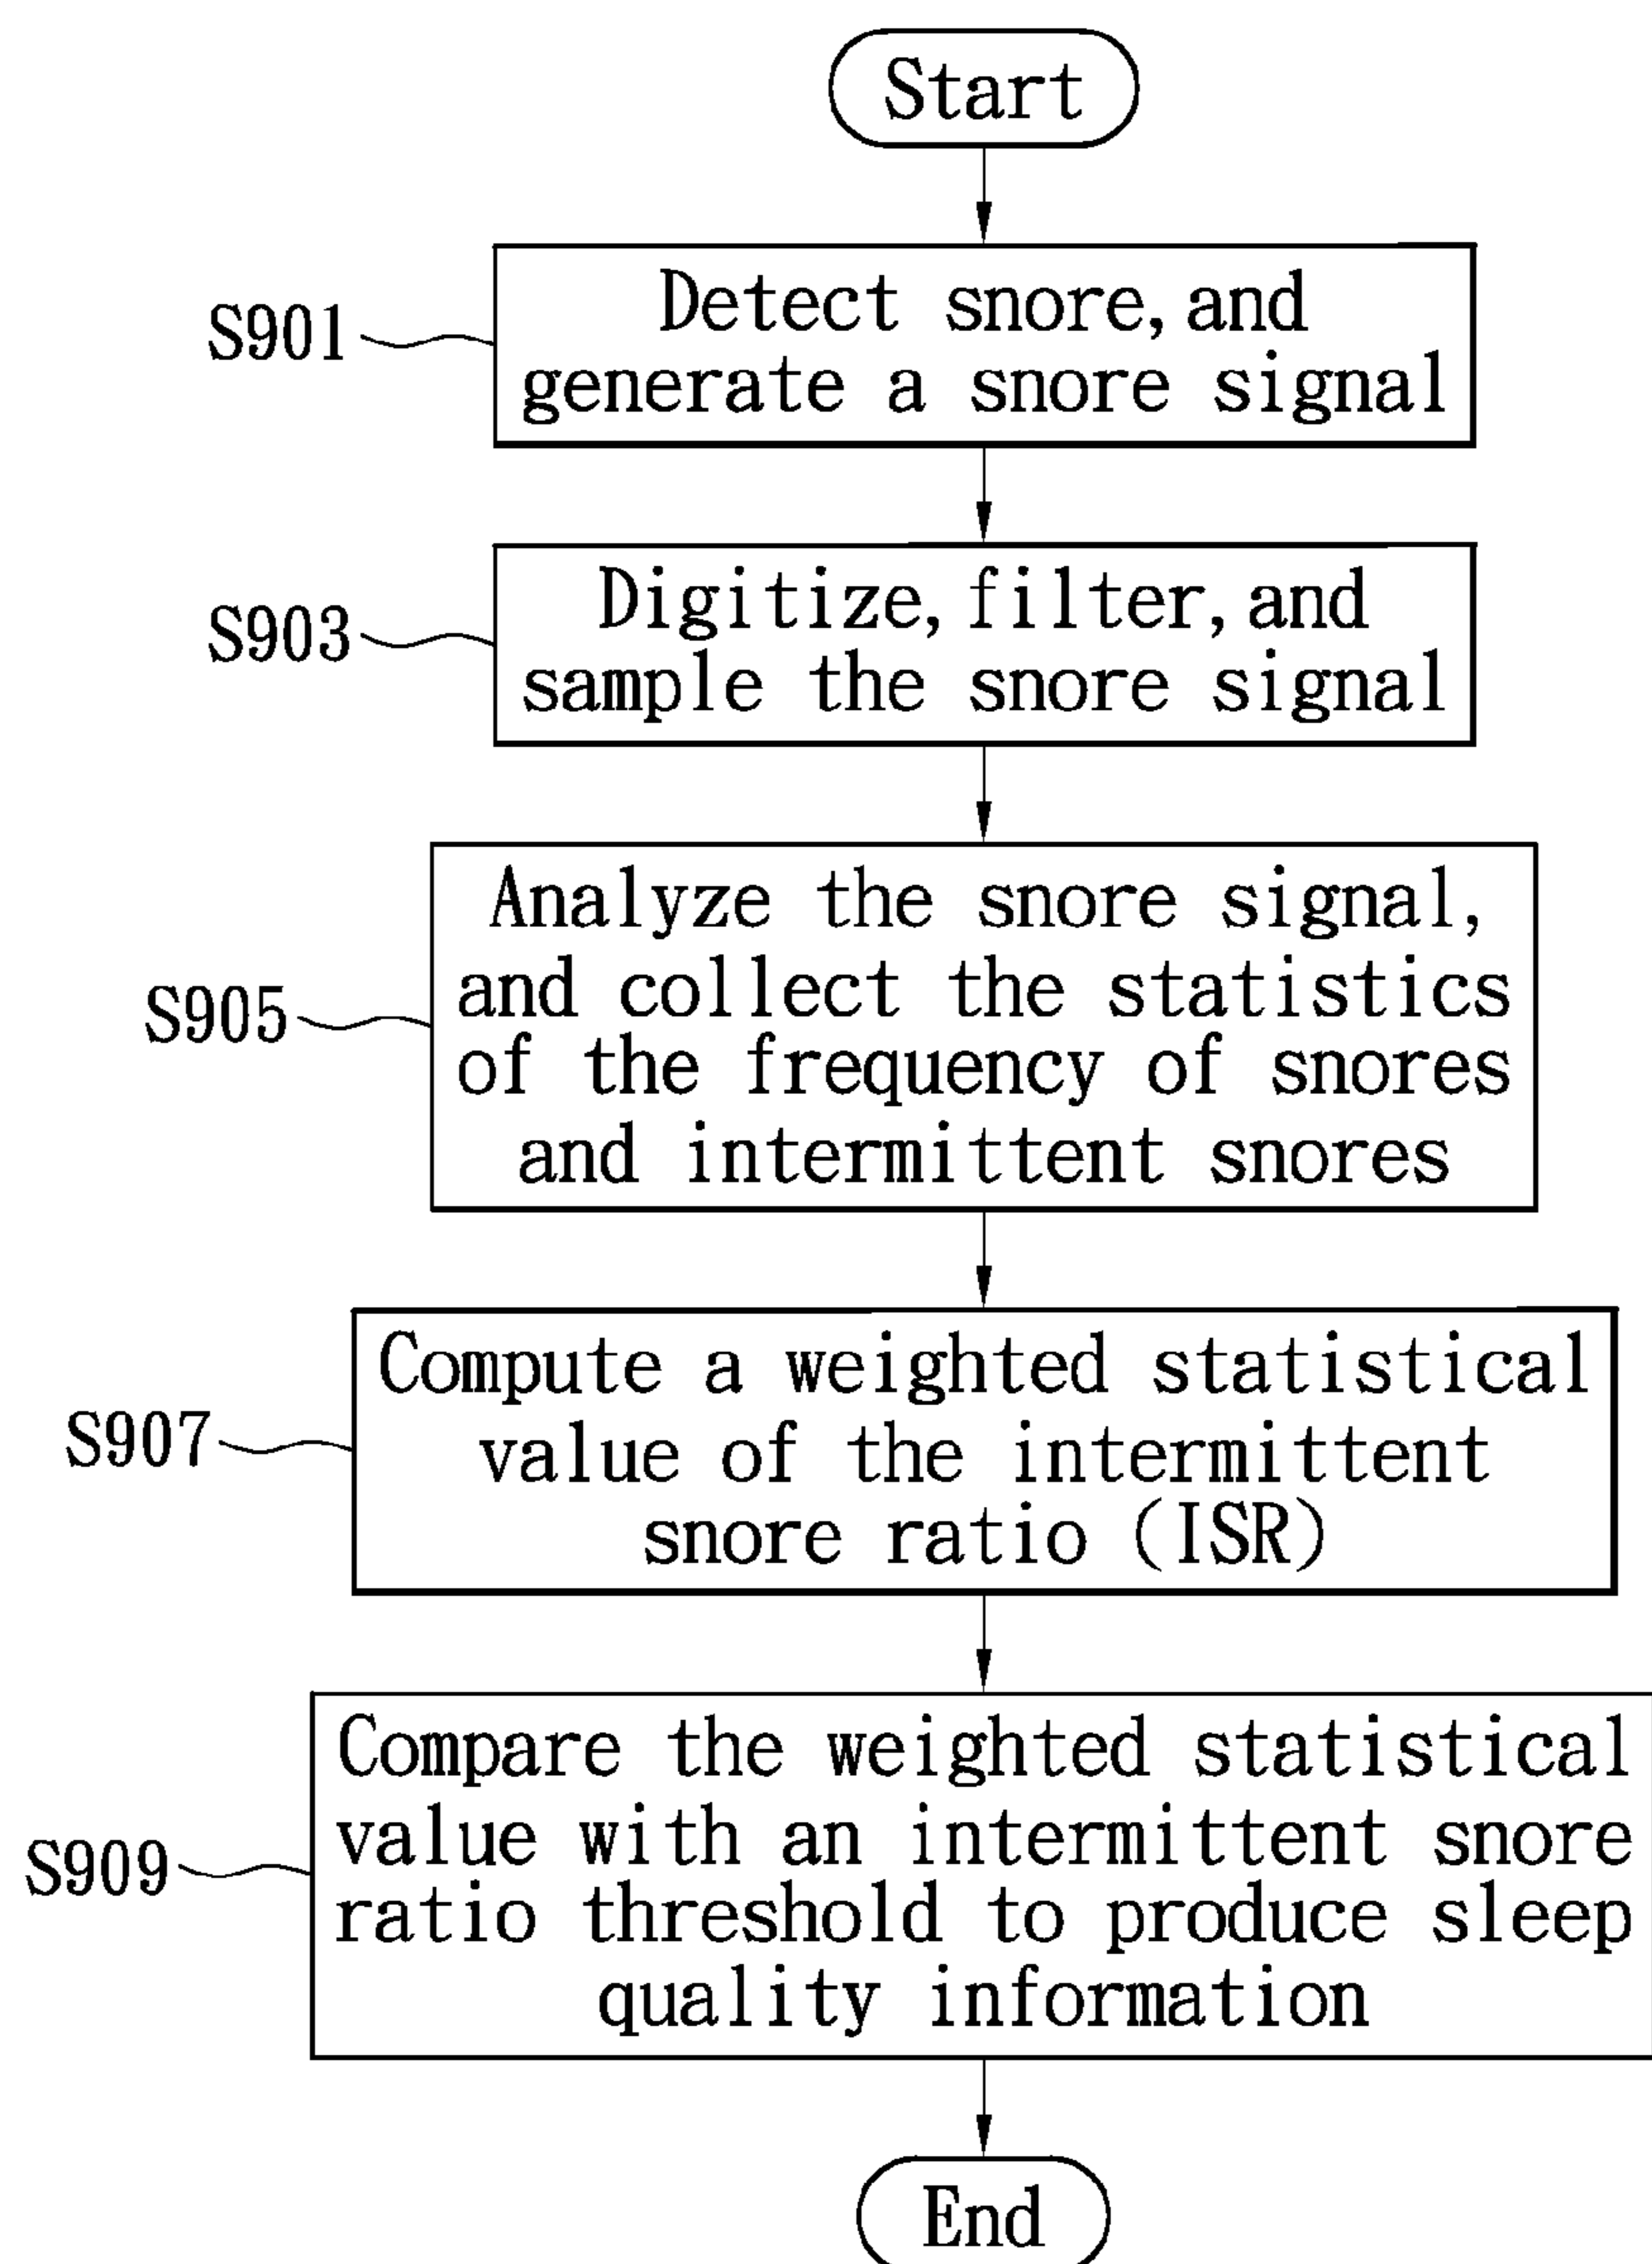 Start
S901
Detect snore, and
generate a snore signal
S903
Digitize, filter, and
sample the snore signal
S905
Analyze the snore signal,
and collect the statistics
of the frequency of snores
and intermittent snores
S907
Compute a weighted statistical
value of the intermittent
snore ratio (ISR)
S909
Compare the weighted statistical
value with an intermittent snore
ratio threshold to produce sleep
quality information
End